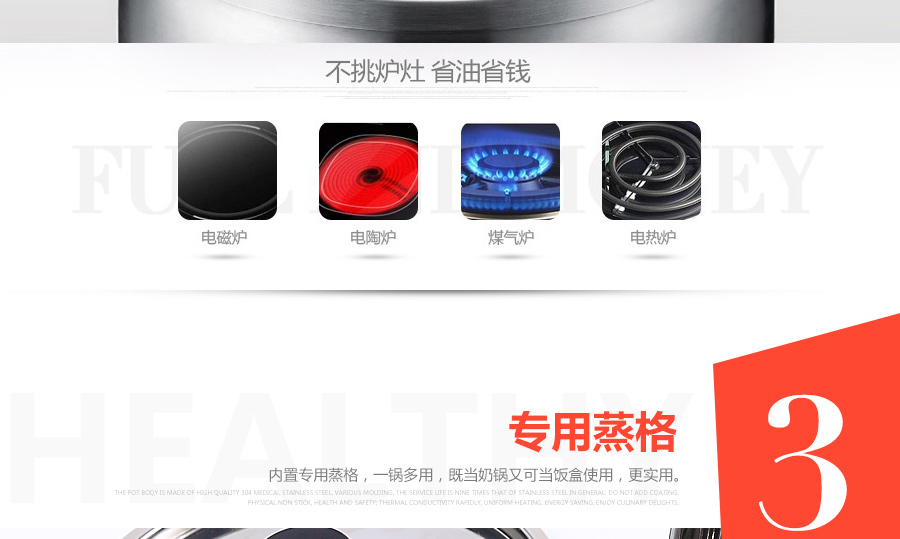 不挑炉灶 省油省钱
电磁炉
电陶炉
煤气炉
电热炉
HEALTHY
3
专用蒸格
内置专用蒸格，一锅多用，既当奶锅又可当饭盒使用，更实用。
THE POT BODY IS MADE OF HIGH QUALITY 304 MEDICAL STAINLESS STEEL, VARIOUS MOLDING, THE SERVICE LIFE IS NINE TIMES THAT OF STAINLESS STEEL IN GENERAL. DO NOT ADD COATING,
PHYSICAL NON STICK, HEALTH AND SAFETY; THERMAL CONDUCTIVITY RAPIDLY, UNIFORM HEATING, ENERGY SAVING, ENJOY CULINARY DELIGHTS.